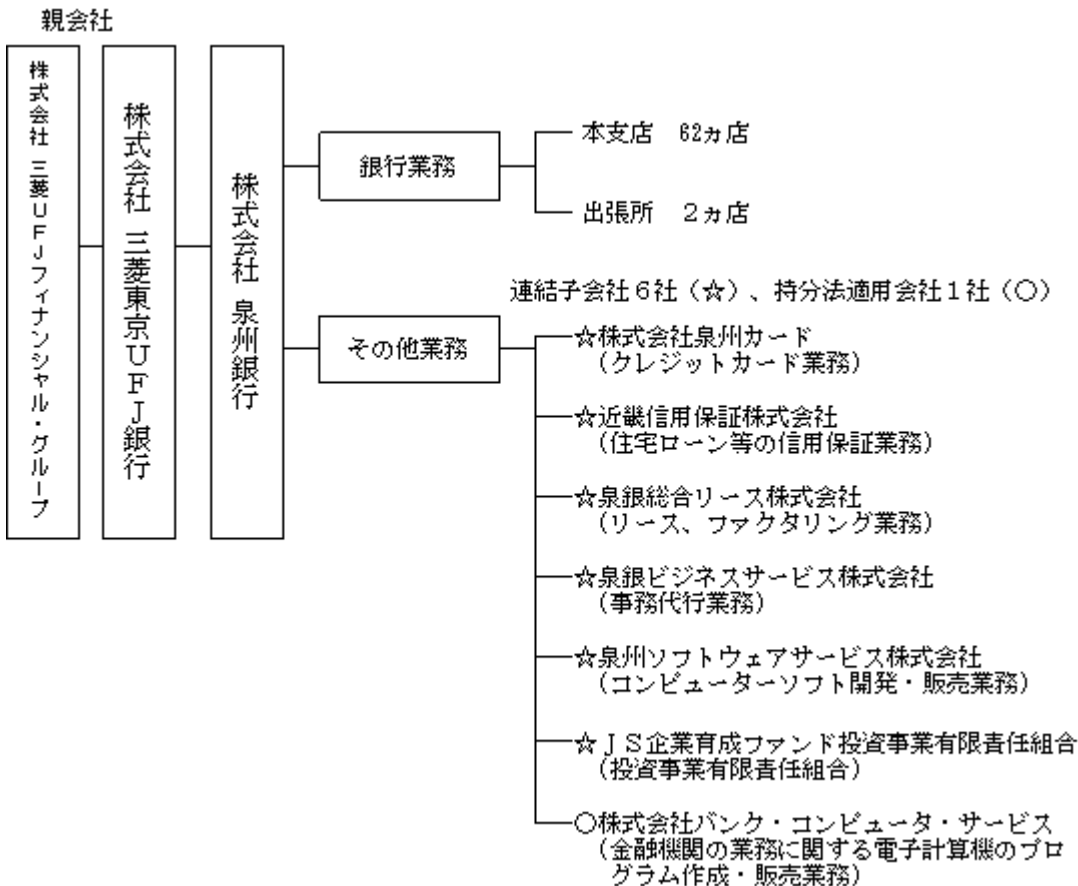 親会社
株式会社 三菱UFJフィナンシャル・グループ
株式会社 三菱東京UFJ銀行
株式会社 泉州銀行
銀行業務
本支店 62ヵ店
出張所 2ヵ店
その他業務
連結子会社6社(☆)、持分法適用会社1社(○)
☆株式会社泉州カード
(クレジットカード業務)
☆近畿信用保証株式会社
(住宅ローン等の信用保証業務)
☆泉銀総合リース株式会社
(リース、ファクタリング業務)
☆泉銀ビジネスサービス株式会社
(事務代行業務)
☆泉州ソフトウェアサービス株式会社
(コンピューターソフト開発・販売業務)
☆JS企業育成ファンド投資事業有限責任組合
(投資事業有限責任組合)
○株式会社バンク・コンピュータ・サービス
(金融機関の業務に関する電子計算機のプロ
グラム作成・販売業務)